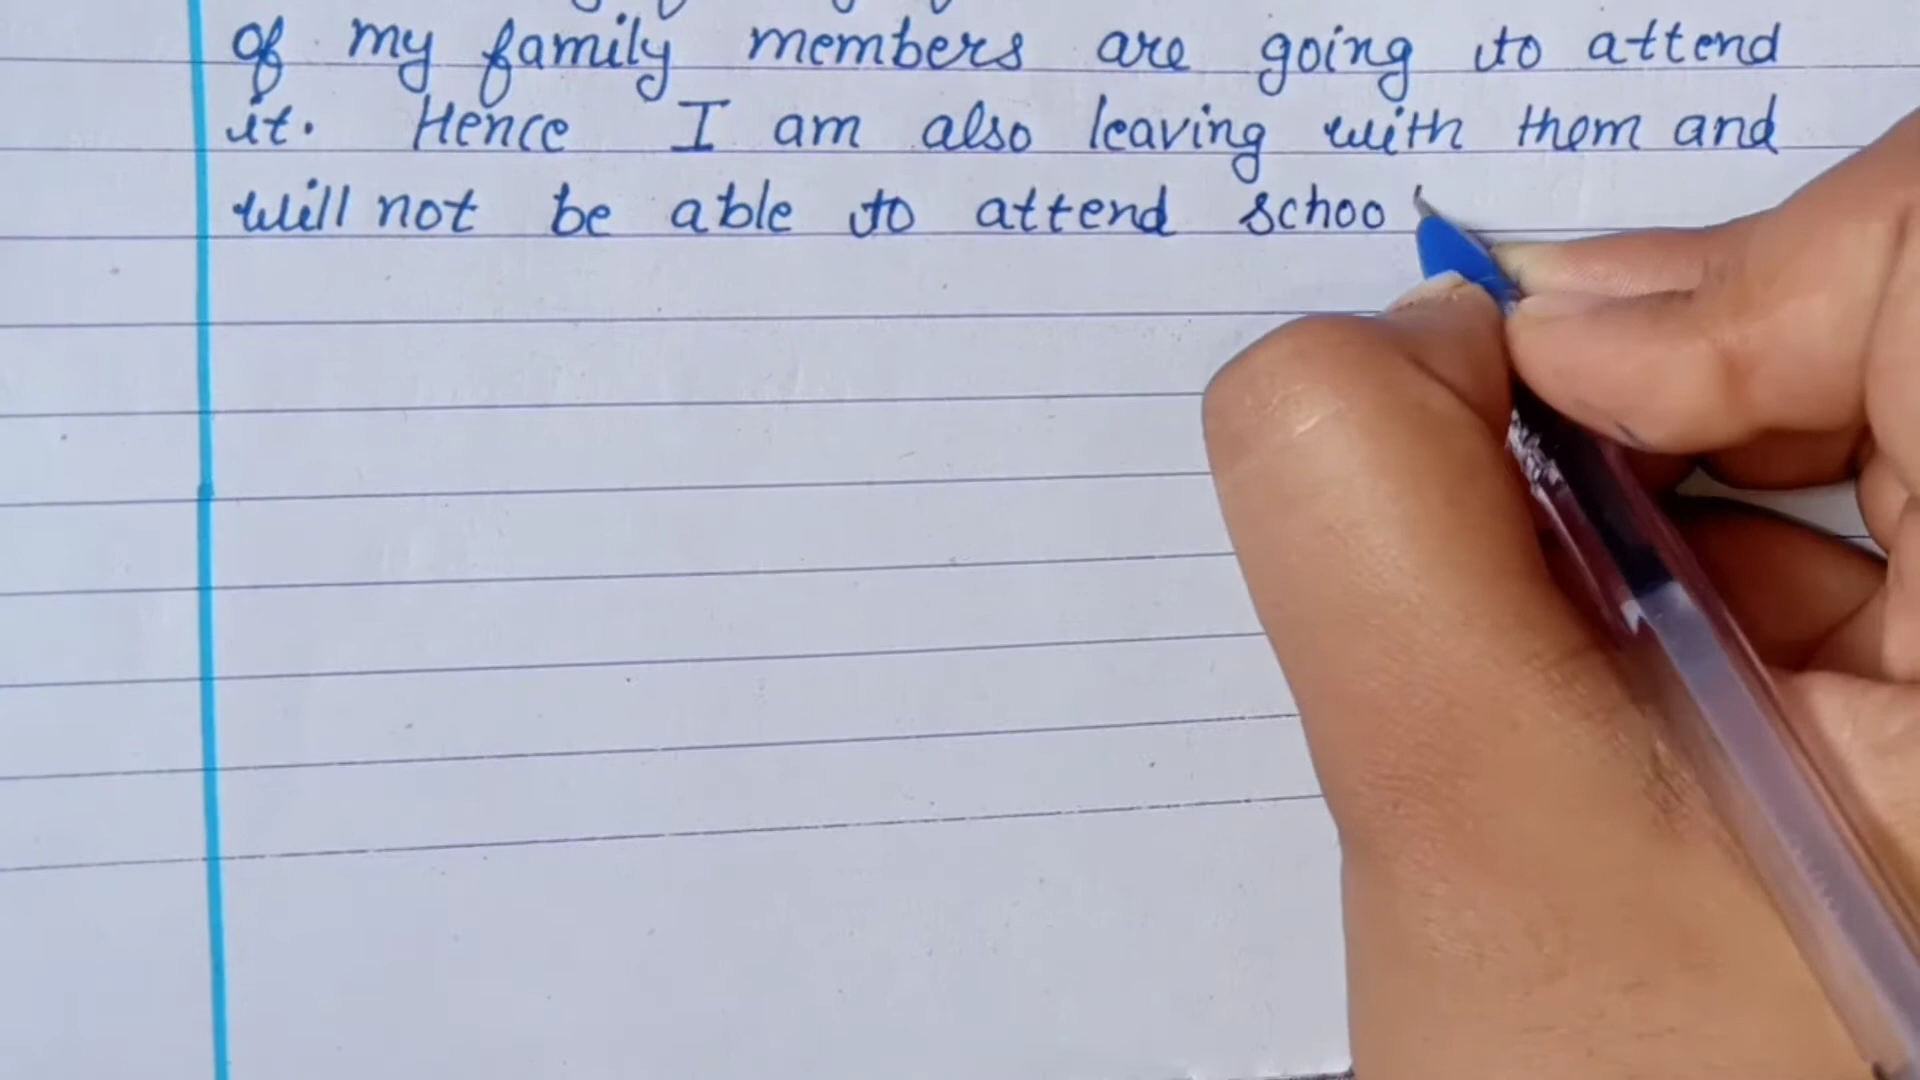 of my family members are going to attend
it. Hence I am also leaving with them and
will not be able to attend schoo